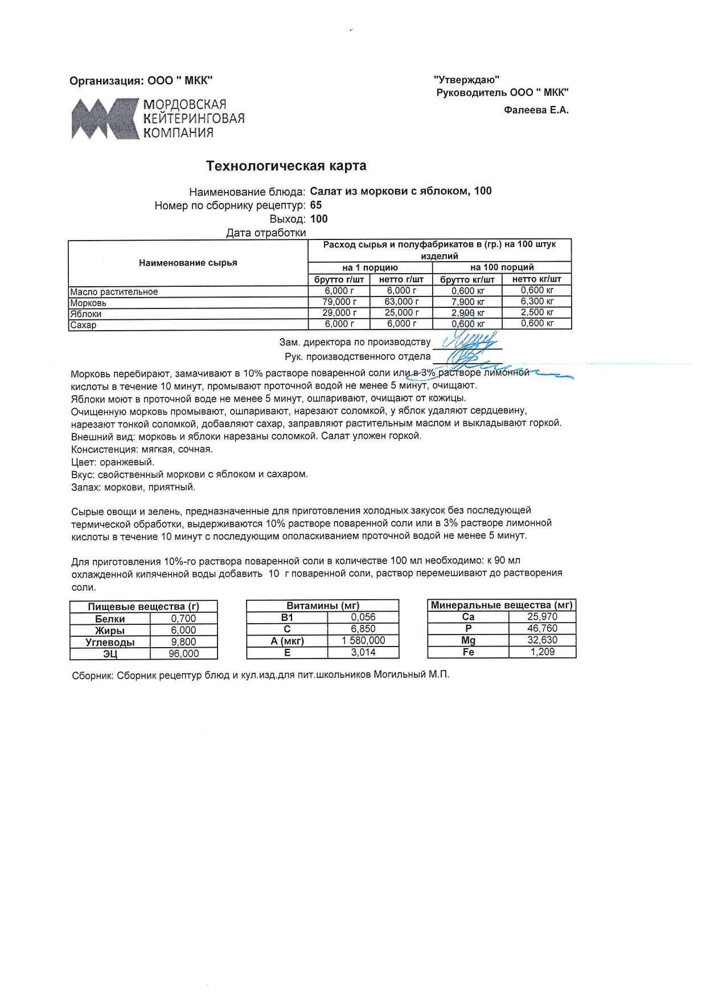 Организация: ООО " МКК"
"Утверждаю"
Руководитель ООО " МКК"
Фалеева Е.А.
МОРДОВСКАЯ
КЕЙТЕРИНГОВАЯ
КОМПАНИЯ
Технологическая карта
Наименование блюда: Салат из моркови с яблоком, 100
Номер по сборнику рецептур: 65
Выход: 100
Дата отработки
Наименование сырья
Расход сырья и полуфабрикатов в (гр.) на 100 штук
изделий
на 1 порцию на 100 порций
брутто г/шт нетто г/шт брутто кг/шт нетто кг/шт
Масло растительное 6,000 г 6,000 г 0,600 кг 0,600 кг
Морковь 79,000 г 63,000 г 7,900 кг 6,300 кг
Яблоки 29,000 г 25,000 г 2,900 кг 2,500 кг
Сахар 6,000 г 6,000 г 0,600 кг 0,600 кг
Зам. директора по производству
Рук. производственного отдела
Морковь перебирают, замачивают в 10% растворе поваренной соли или в 3% растворе лимонной
кислоты в течение 10 минут, промывают проточной водой не менее 5 минут, очищают.
Яблоки моют в проточной воде не менее 5 минут, ошпаривают, очищают от кожицы.
Очищенную морковь промывают, ошпаривают, нарезают соломкой, у яблок удаляют сердцевину,
нарезают тонкой соломкой, добавляют сахар, заправляют растительным маслом и выкладывают горкой.
Внешний вид: морковь и яблоки нарезаны соломкой. Салат уложен горкой.
Консистенция: мягкая, сочная.
Цвет: оранжевый.
Вкус: свойственный моркови с яблоком и сахаром.
Запах: моркови, приятный.
Сырые овощи и зелень, предназначенные для приготовления холодных закусок без последующей
термической обработки, выдерживаются 10% растворе поваренной соли или в 3% растворе лимонной
кислоты в течение 10 минут с последующим ополаскиванием проточной водой не менее 5 минут.
Для приготовления 10%-го раствора поваренной соли в количестве 100 мл необходимо: к 90 мл
охлажденной кипяченной воды добавить 10 г поваренной соли, раствор перемешивают до растворения
соли.
Пищевые вещества (г) Витамины (мг) Минеральные вещества (мг)
Белки 0,700 B1 0,056 Ca 25,970
Жиры 6,000 C 6,850 P 46,760
Углеводы 9,800 А (мкг) 1 580,000 Mg 32,630
ЭЦ 96,000 E 3,014 Fe 1,209
Сборник: Сборник рецептур блюд и кул.изд.для пит.школьников Могильный М.П.